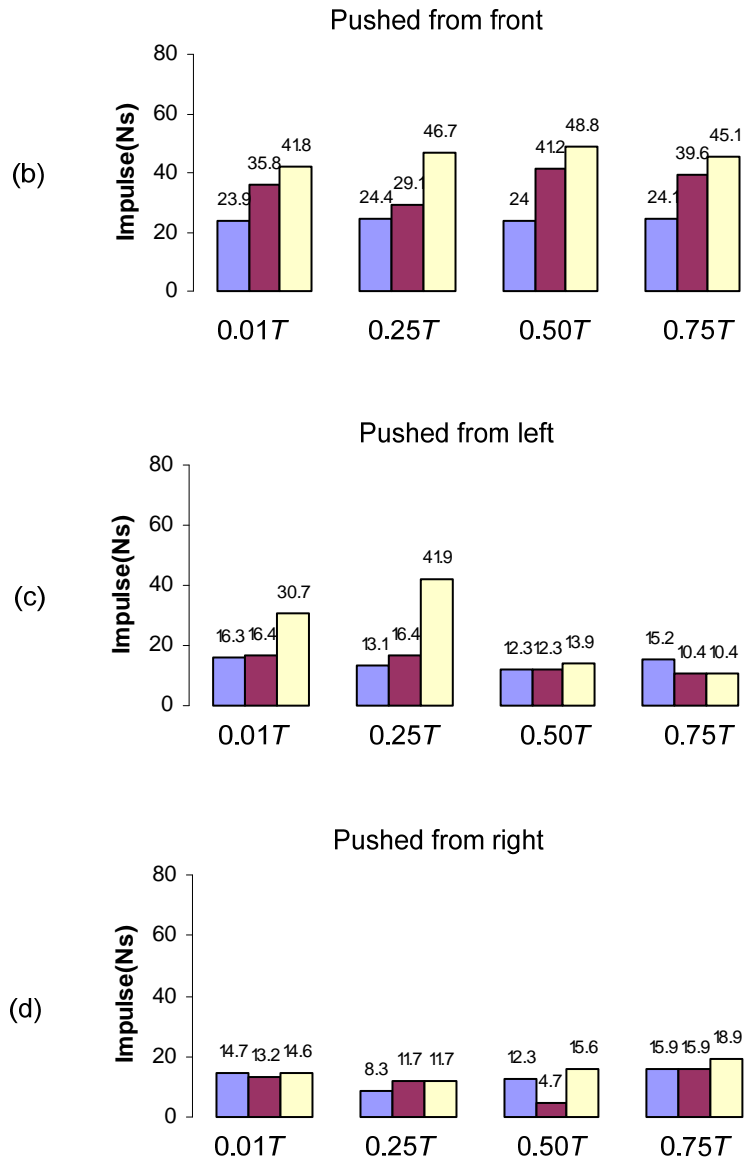 Pushed from front
(b)
Impulse(Ns)
80
60
40
20
0
23.9 35.8 41.8
24.4 29.1 46.7
24 41.2 48.8
24.1 39.6 45.1
0.01T 0.25T 0.50T 0.75T
Pushed from left
(c)
Impulse(Ns)
80
60
40
20
0
16.3 16.4 30.7
13.1 16.4 41.9
12.3 12.3 13.9
15.2 10.4 10.4
0.01T 0.25T 0.50T 0.75T
Pushed from right
(d)
Impulse(Ns)
80
60
40
20
0
14.7 13.2 14.6
8.3 11.7 11.7
12.3 4.7 15.6
15.9 15.9 18.9
0.01T 0.25T 0.50T 0.75T